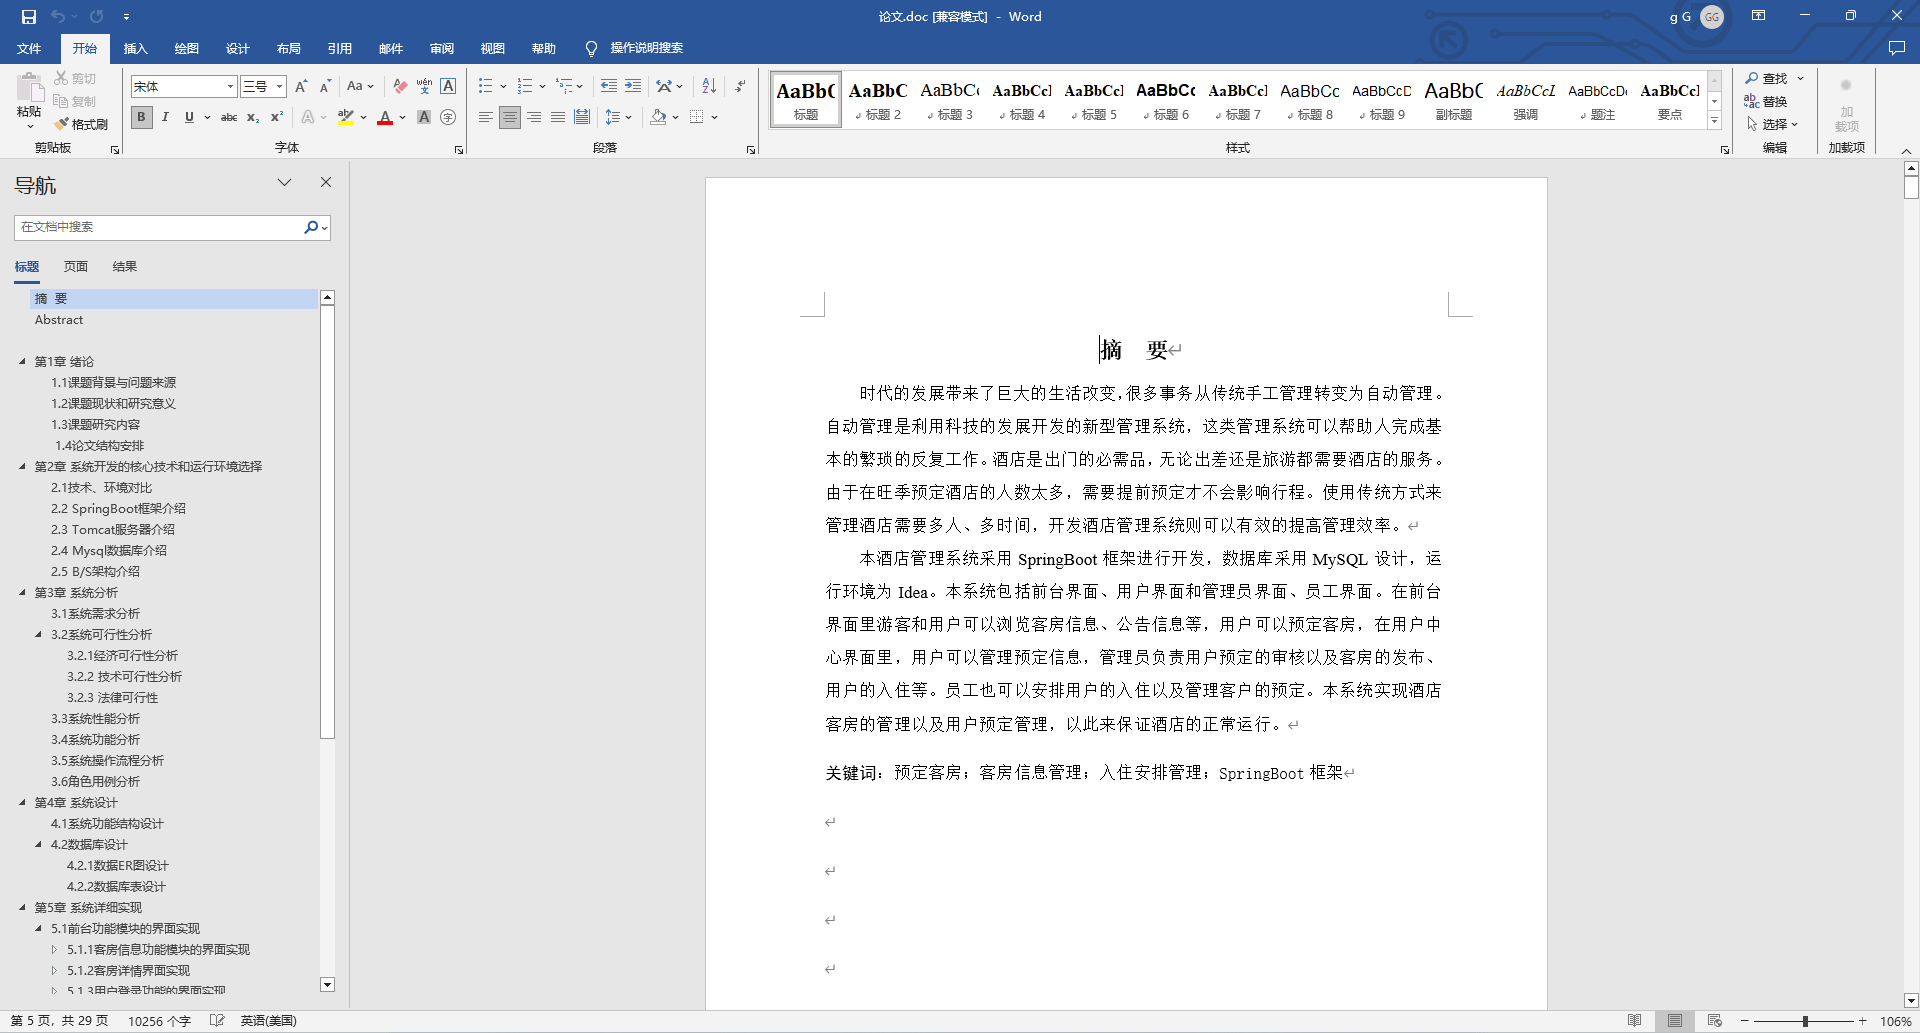 论文.doc [兼容模式] - Word
g G GG
文件 开始 插入 绘图 设计 布局 引用 邮件 审阅 视图 帮助 操作说明搜索
粘贴 剪切 复制 格式刷
宋体 三号
Aa
wén 文 A
B I U abc x₂ x² A ab A A 字
AaBbC 标题
AaBbC 标题 2
AaBbCc 标题 3
AaBbCcI 标题 4
AaBbCcI 标题 5
AaBbCc 标题 6
AaBbCcI 标题 7
AaBbCc 标题 8
AaBbCcD 标题 9
AaBbC 副标题
AaBbCcL 强调
AaBbCcDc 题注
AaBbCcI 要点
查找
替换
选择
加载项
剪贴板 字体 段落 样式 编辑 加载项
导航
在文档中搜索
标题 页面 结果
摘 要
Abstract
第1章 绪论
1.1课题背景与问题来源
1.2课题现状和研究意义
1.3课题研究内容
1.4论文结构安排
第2章 系统开发的核心技术和运行环境选择
2.1技术、环境对比
2.2 SpringBoot框架介绍
2.3 Tomcat服务器介绍
2.4 Mysql数据库介绍
2.5 B/S架构介绍
第3章 系统分析
3.1系统需求分析
3.2系统可行性分析
3.2.1经济可行性分析
3.2.2 技术可行性分析
3.2.3 法律可行性
3.3系统性能分析
3.4系统功能分析
3.5系统操作流程分析
3.6角色用例分析
第4章 系统设计
4.1系统功能结构设计
4.2数据库设计
4.2.1数据ER图设计
4.2.2数据库表设计
第5章 系统详细实现
5.1前台功能模块的界面实现
5.1.1客房信息功能模块的界面实现
5.1.2客房详情界面实现
5.1.3用户登录功能的界面实现
摘 要
时代的发展带来了巨大的生活改变,很多事务从传统手工管理转变为自动管理。
自动管理是利用科技的发展开发的新型管理系统，这类管理系统可以帮助人完成基
本的繁琐的反复工作。酒店是出门的必需品,无论出差还是旅游都需要酒店的服务。
由于在旺季预定酒店的人数太多，需要提前预定才不会影响行程。使用传统方式来
管理酒店需要多人、多时间，开发酒店管理系统则可以有效的提高管理效率。
本酒店管理系统采用 SpringBoot 框架进行开发，数据库采用 MySQL 设计，运
行环境为 Idea。本系统包括前台界面、用户界面和管理员界面、员工界面。在前台
界面里游客和用户可以浏览客房信息、公告信息等，用户可以预定客房，在用户中
心界面里，用户可以管理预定信息，管理员负责用户预定的审核以及客房的发布、
用户的入住等。员工也可以安排用户的入住以及管理客户的预定。本系统实现酒店
客房的管理以及用户预定管理，以此来保证酒店的正常运行。
关键词：预定客房；客房信息管理；入住安排管理；SpringBoot 框架
第 5 页，共 29 页 10256 个字 英语(美国) 106%